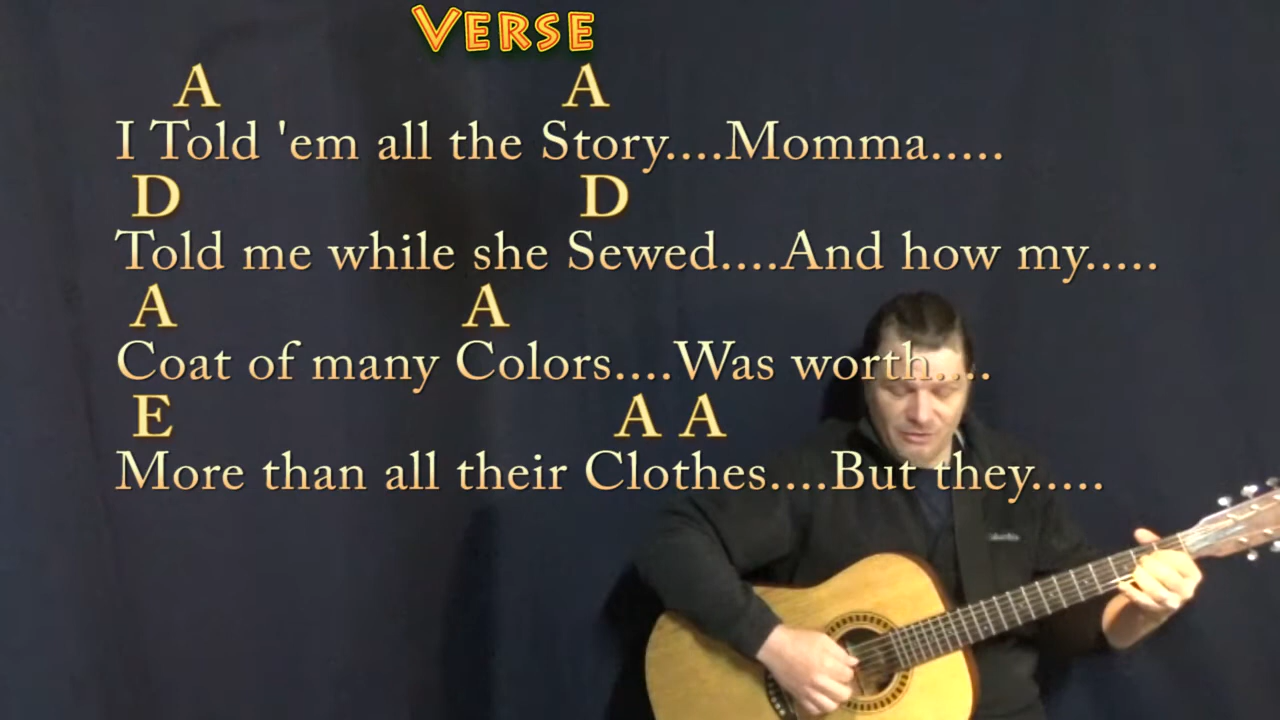 VERSE
A A
I Told 'em all the Story....Momma.....
D D
Told me while she Sewed....And how my.....
A A
Coat of many Colors....Was worth....
E A A
More than all their Clothes....But they.....